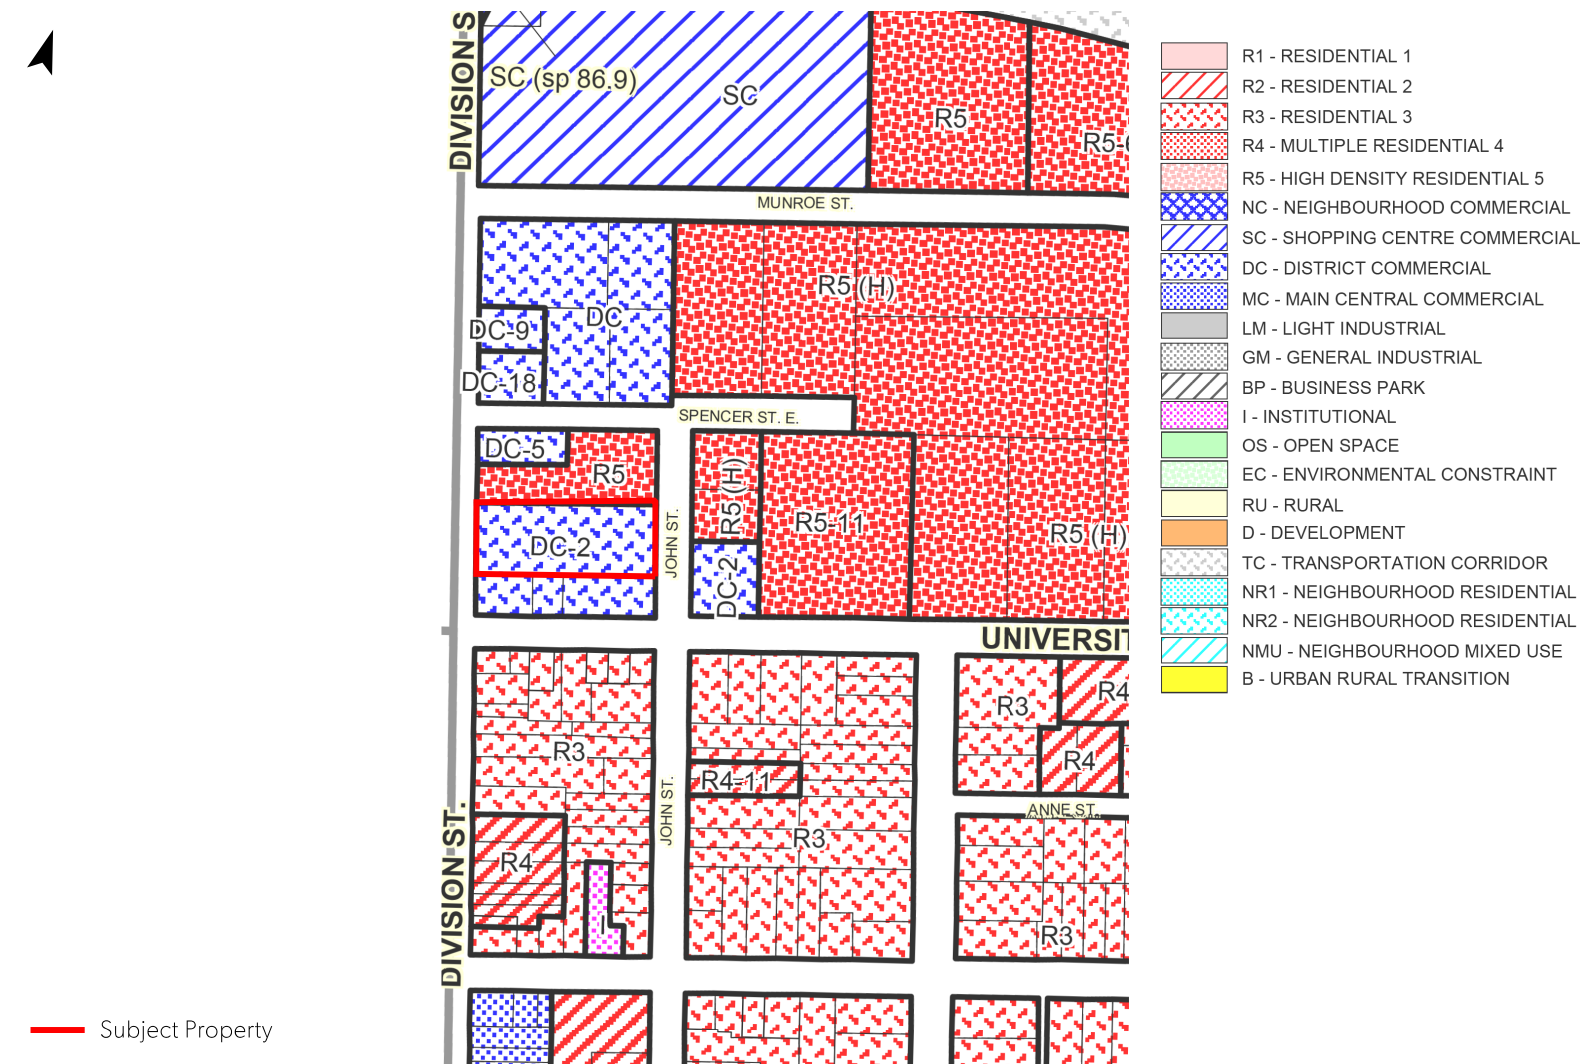 DIVISION S
SC (sp 86.9)
SC
R5
R5-6
MUNROE ST.
R5 (H)
DC
DC-9
DC-18
SPENCER ST. E.
DC-5
R5
R5 (H)
R5-11
R5 (H)
DC-2
JOHN ST.
DC-2
UNIVERSIT
R3
R4
R3
R4
R4-11
JOHN ST.
ANNE ST.
DIVISION ST.
R4
R3
I
R3
R1 - RESIDENTIAL 1
R2 - RESIDENTIAL 2
R3 - RESIDENTIAL 3
R4 - MULTIPLE RESIDENTIAL 4
R5 - HIGH DENSITY RESIDENTIAL 5
NC - NEIGHBOURHOOD COMMERCIAL
SC - SHOPPING CENTRE COMMERCIAL
DC - DISTRICT COMMERCIAL
MC - MAIN CENTRAL COMMERCIAL
LM - LIGHT INDUSTRIAL
GM - GENERAL INDUSTRIAL
BP - BUSINESS PARK
I - INSTITUTIONAL
OS - OPEN SPACE
EC - ENVIRONMENTAL CONSTRAINT
RU - RURAL
D - DEVELOPMENT
TC - TRANSPORTATION CORRIDOR
NR1 - NEIGHBOURHOOD RESIDENTIAL
NR2 - NEIGHBOURHOOD RESIDENTIAL
NMU - NEIGHBOURHOOD MIXED USE
B - URBAN RURAL TRANSITION
Subject Property